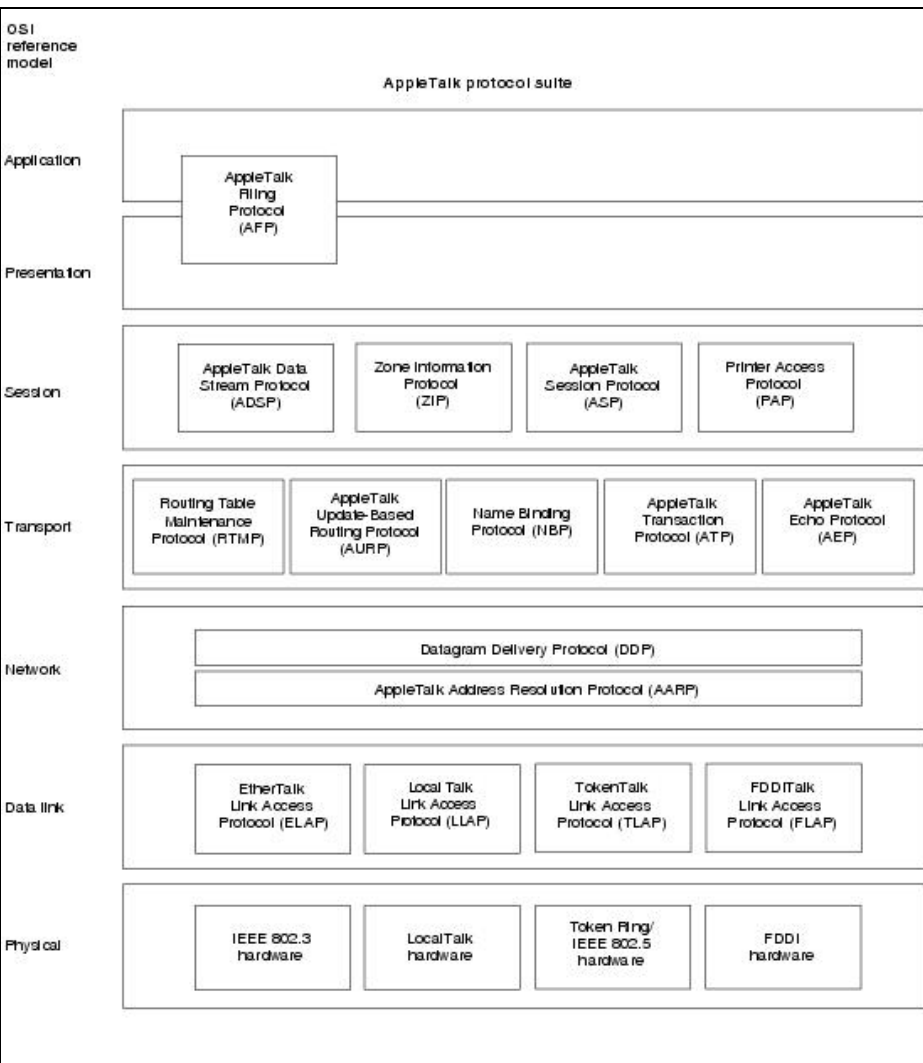 OSI
reference
model
AppleTalk protocol suite
Application
AppleTalk
Filing
Protocol
(AFP)
Presentation
Session
AppleTalk Data
Stream Protocol
(ADSP)
Zone Information
Protocol
(ZIP)
AppleTalk
Session Protocol
(ASP)
Printer Access
Protocol
(PAP)
Transport
Routing Table
Maintenance
Protocol (RTMP)
AppleTalk
Update-Based
Routing Protocol
(AURP)
Name Binding
Protocol (NBP)
AppleTalk
Transaction
Protocol (ATP)
AppleTalk
Echo Protocol
(AEP)
Network
Datagram Delivery Protocol (DDP)
AppleTalk Address Resolution Protocol (AARP)
Data link
EtherTalk
Link Access
Protocol (ELAP)
Local Talk
Link Access
Protocol (LLAP)
TokenTalk
Link Access
Protocol (TLAP)
FDDITalk
Link Access
Protocol (FLAP)
Physical
IEEE 802.3
hardware
LocalTalk
hardware
Token Ring/
IEEE 802.5
hardware
FDDI
hardware